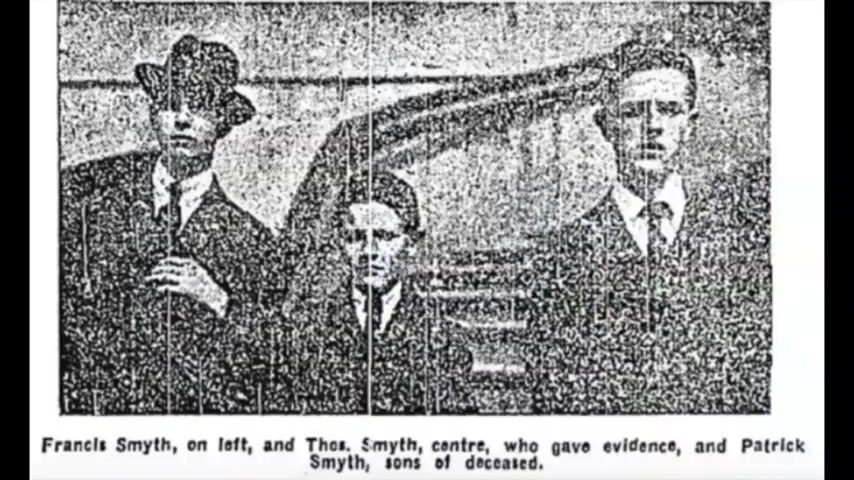 Francis Smyth, on left, and Thos. Smyth, centre, who gave evidence, and Patrick
Smyth, sons of deceased.